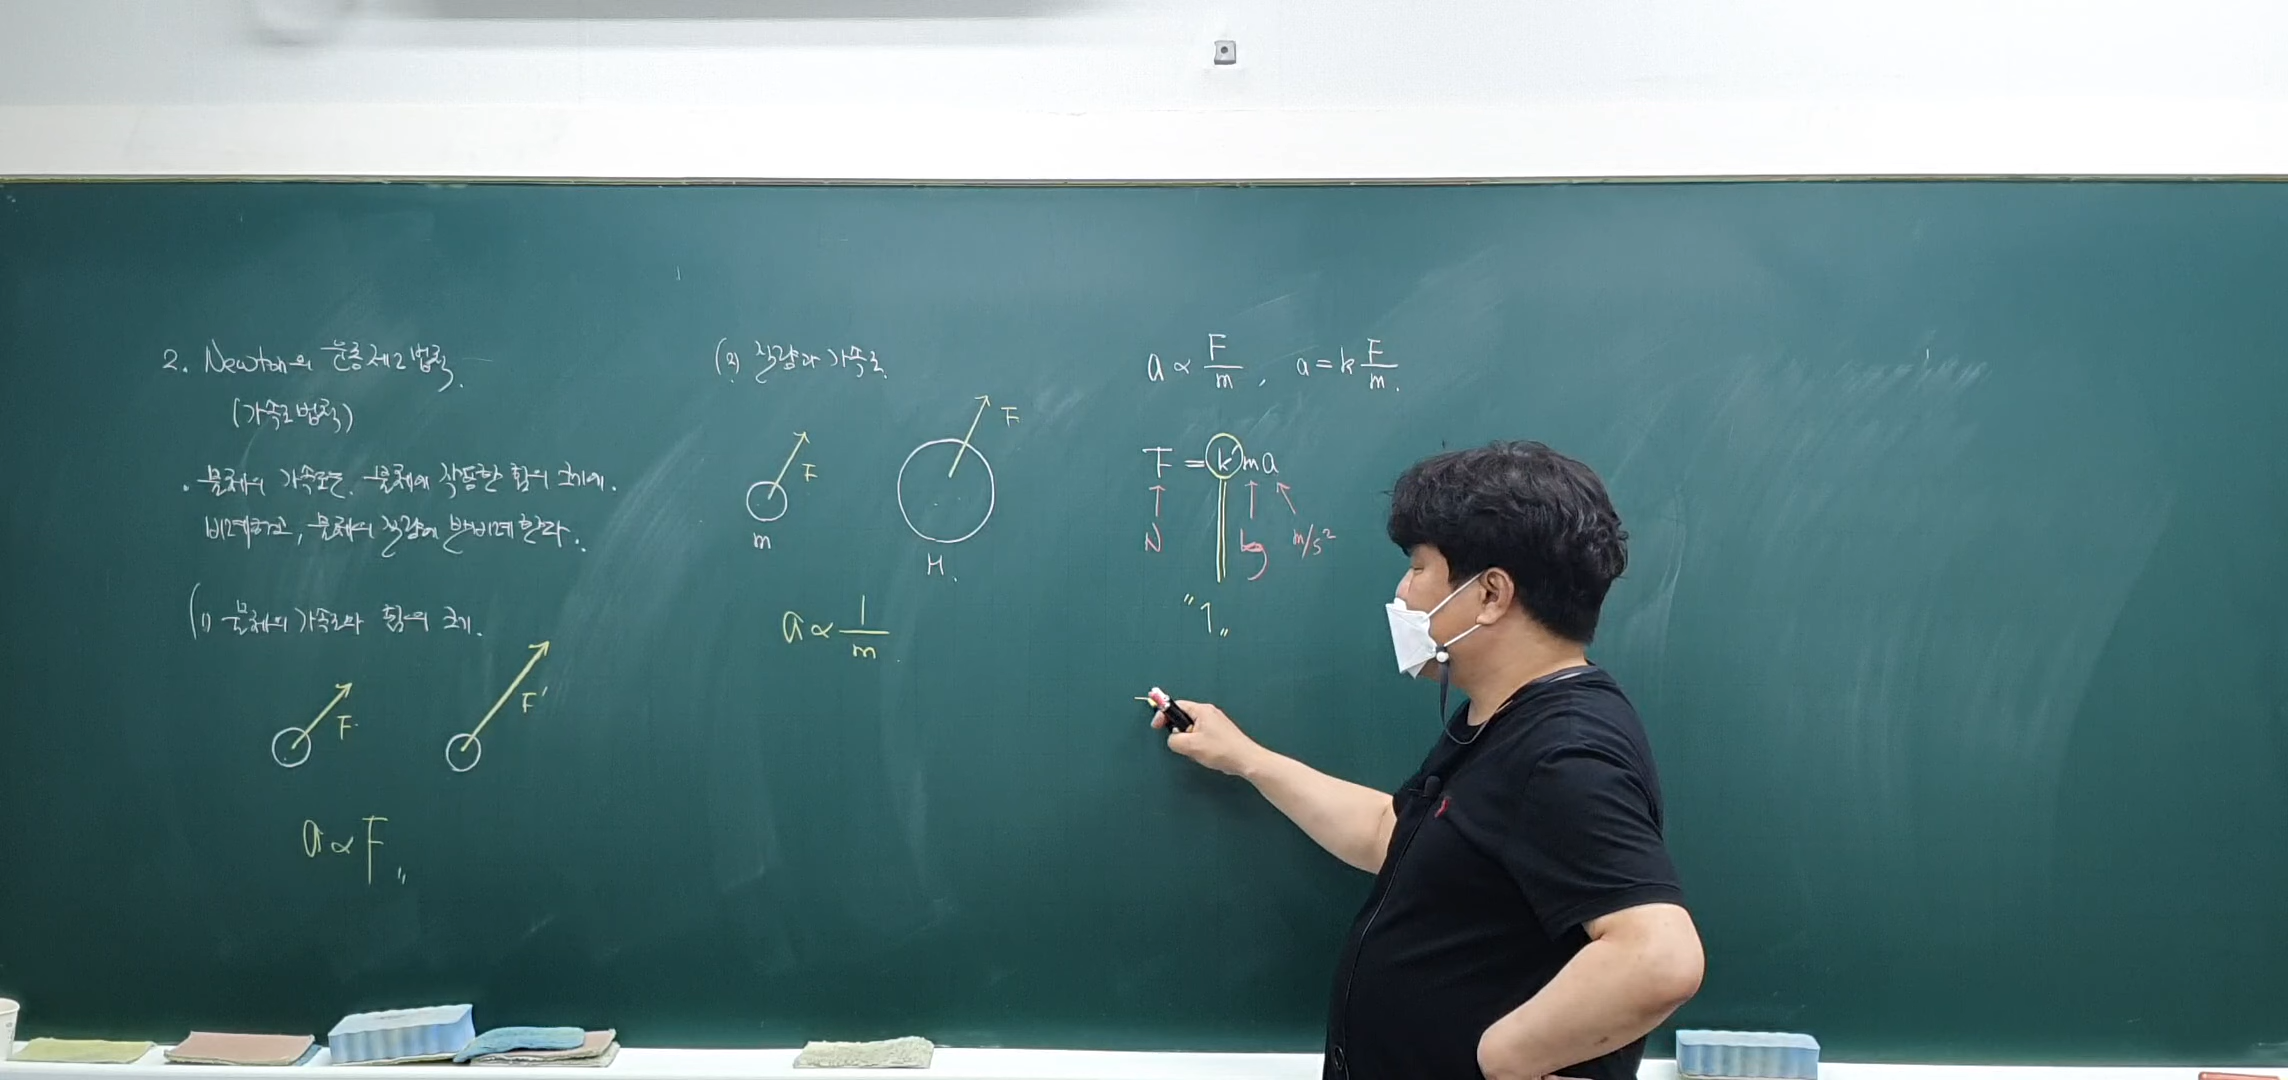 2. Newton의 운동 제2법칙.
(가속도 법칙)
· 물체의 가속도는, 물체에 작용한 힘의 크기에.
비례하고, 물체의 질량에 반비례한다.
(1) 물체의 가속도와 힘의 크기.
F
F'
a ∝ F 〃
(2) 질량과 가속도.
F
m
F
M.
a ∝ 1/m.
a ∝ F/m, a = k F/m.
F = k'ma
N kg m/s²
"1„